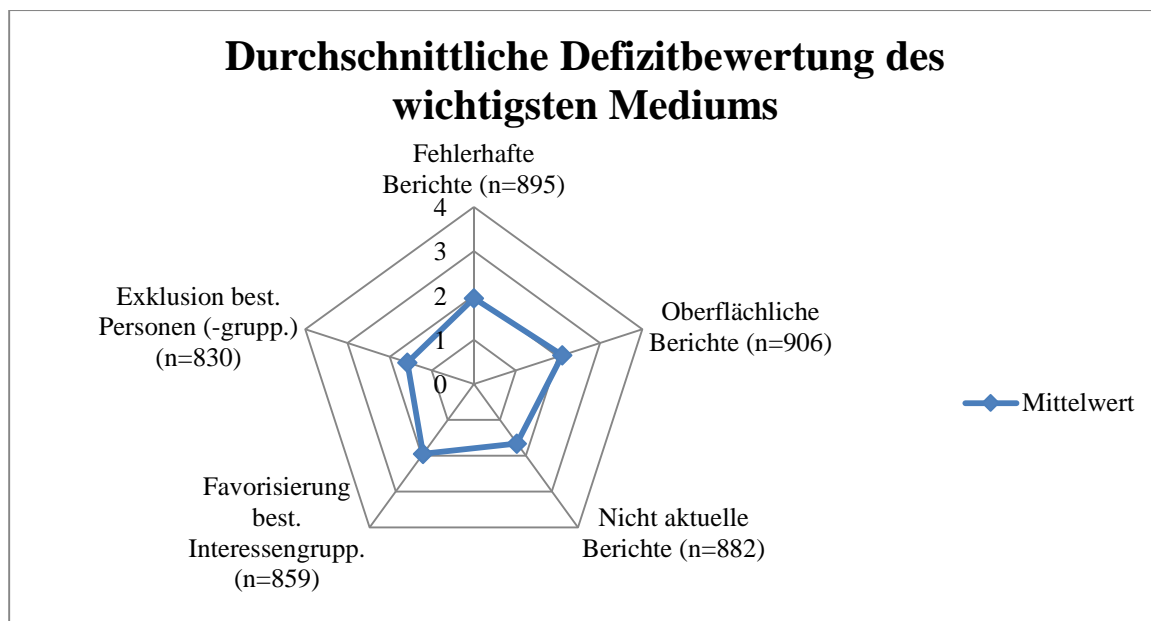 Durchschnittliche Defizitbewertung des
wichtigsten Mediums
Fehlerhafte
Berichte (n=895)
4
3
2
1
0
Oberflächliche
Berichte (n=906)
Nicht aktuelle
Berichte (n=882)
Favorisierung
best.
Interessengrupp.
(n=859)
Exklusion best.
Personen (-grupp.)
(n=830)
Mittelwert